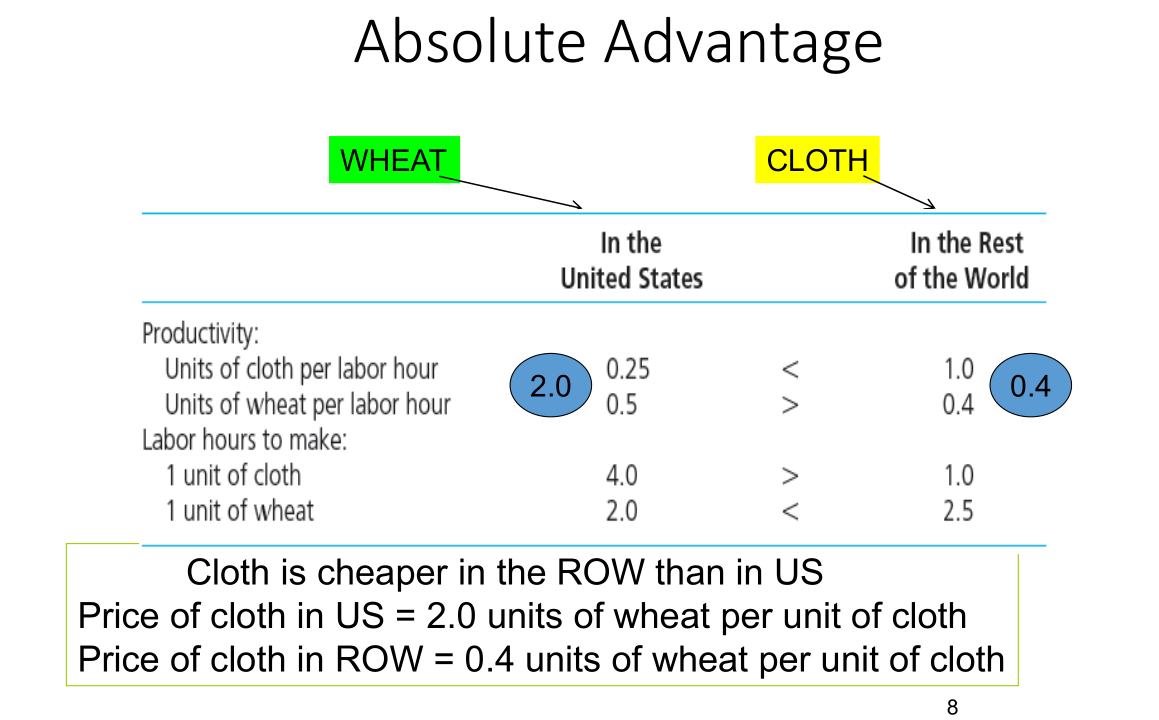 Absolute Advantage
WHEAT CLOTH
In the In the Rest
United States of the World
Productivity:
Units of cloth per labor hour 0.25 < 1.0
2.0 0.4
Units of wheat per labor hour 0.5 > 0.4
Labor hours to make:
1 unit of cloth 4.0 > 1.0
1 unit of wheat 2.0 < 2.5
Cloth is cheaper in the ROW than in US
Price of cloth in US = 2.0 units of wheat per unit of cloth
Price of cloth in ROW = 0.4 units of wheat per unit of cloth
8